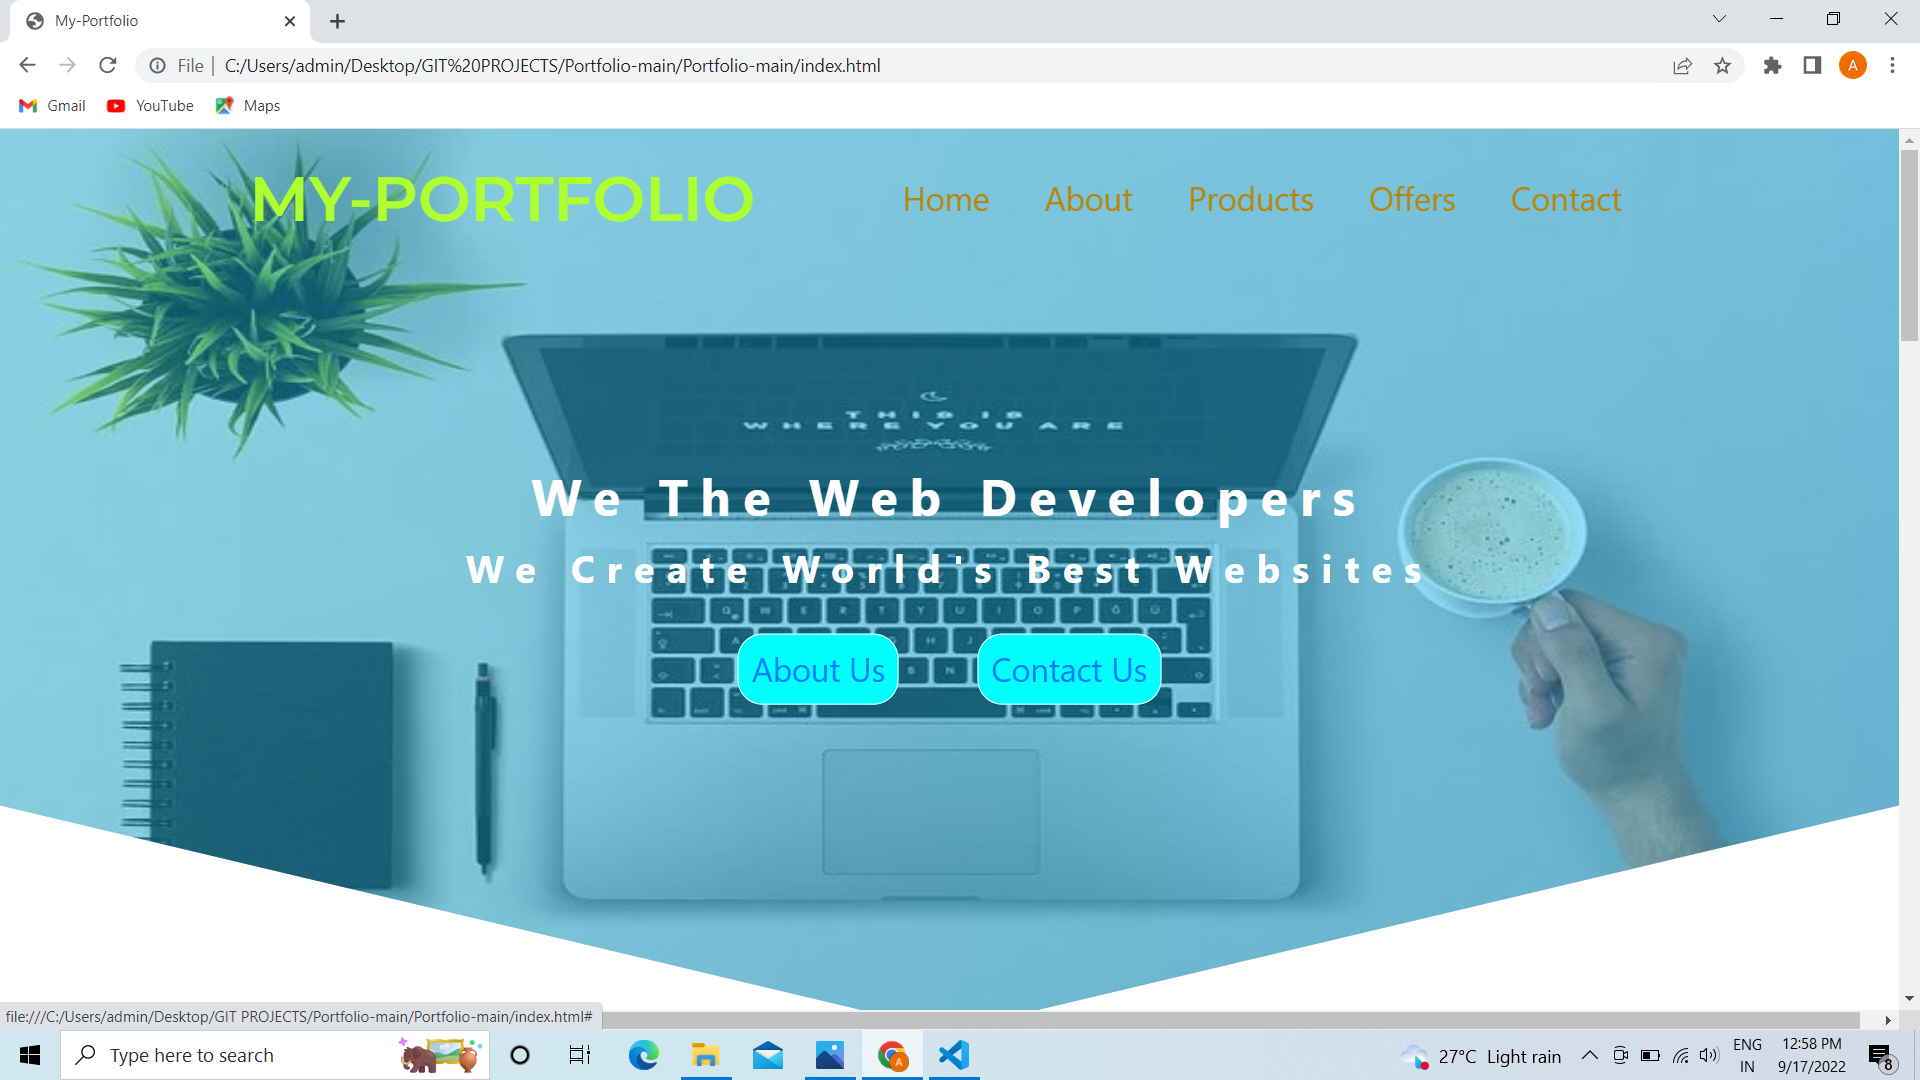 My-Portfolio
File | C:/Users/admin/Desktop/GIT%20PROJECTS/Portfolio-main/Portfolio-main/index.html
A
Gmail YouTube Maps
MY-PORTFOLIO Home About Products Offers Contact
THIS IS
WHERE YOU ARE
We The Web Developers
We Create World's Best Websites
About Us Contact Us
file:///C:/Users/admin/Desktop/GIT PROJECTS/Portfolio-main/Portfolio-main/index.html#
Type here to search
27°C Light rain
ENG
IN
12:58 PM
9/17/2022
8